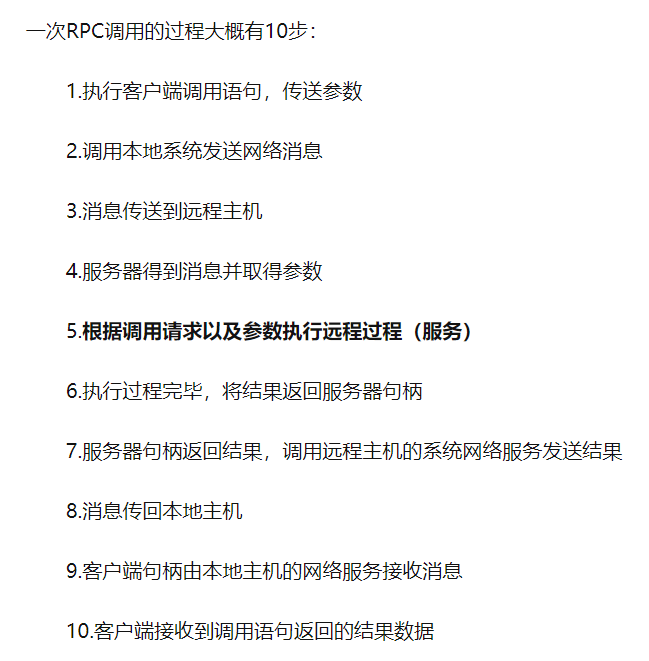 一次RPC调用的过程大概有10步：
1.执行客户端调用语句，传送参数
2.调用本地系统发送网络消息
3.消息传送到远程主机
4.服务器得到消息并取得参数
5.根据调用请求以及参数执行远程过程（服务）
6.执行过程完毕，将结果返回服务器句柄
7.服务器句柄返回结果，调用远程主机的系统网络服务发送结果
8.消息传回本地主机
9.客户端句柄由本地主机的网络服务接收消息
10.客户端接收到调用语句返回的结果数据